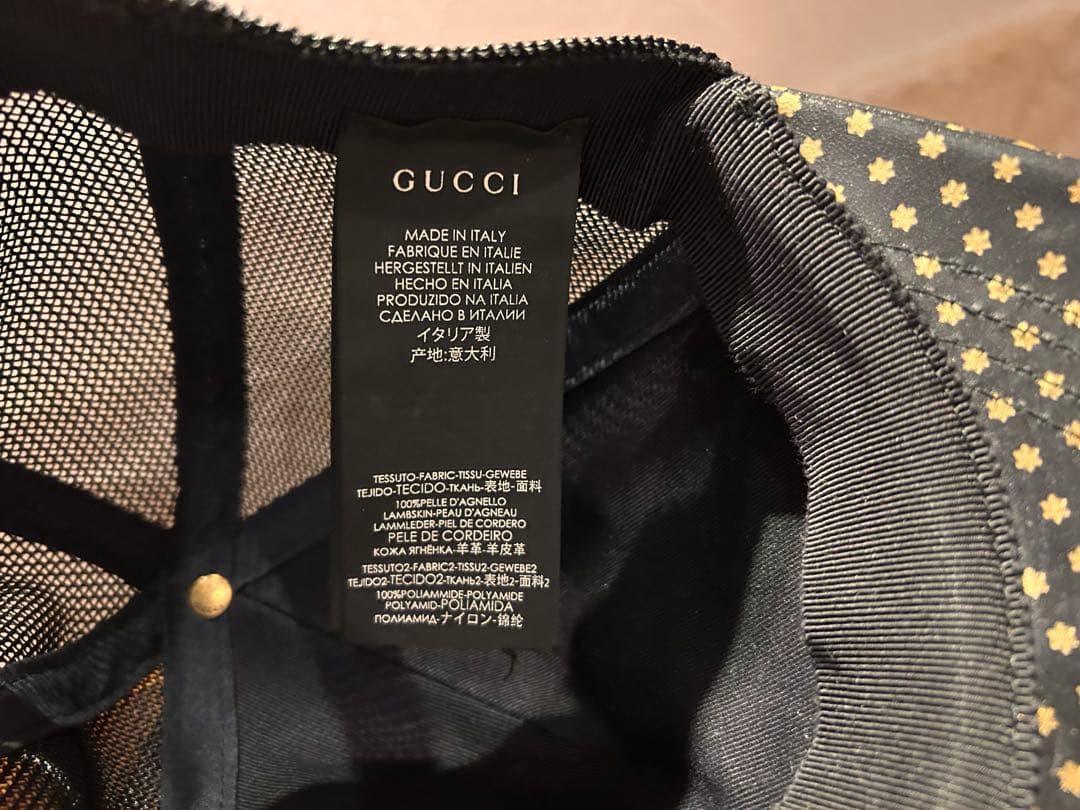 GUCCI
MADE IN ITALY
FABRIQUE EN ITALIE
HERGESTELLT IN ITALIEN
HECHO EN ITALIA
PRODUZIDO NA ITALIA
СДЕЛАНО В ИТАЛИИ
イタリア製
产地:意大利
TESSUTO-FABRIC-TISSU-GEWEBE
TEJIDO-TECIDO-ТКАНЬ-表地-面料
100%PELLE D'AGNELLO
LAMBSKIN-PEAU D'AGNEAU
LAMMLEDER-PIEL DE CORDERO
PELE DE CORDEIRO
КОЖА ЯГНЁНКА-羊革-羊皮革
TESSUTO2-FABRIC2-TISSU2-GEWEBE2
TEJIDO2-TECIDO2-ТКАНЬ2-表地2-面料2
100%POLIAMMIDE-POLYAMIDE
POLYAMID-POLIAMIDA
ПОЛИАМИД-ナイロン-锦纶